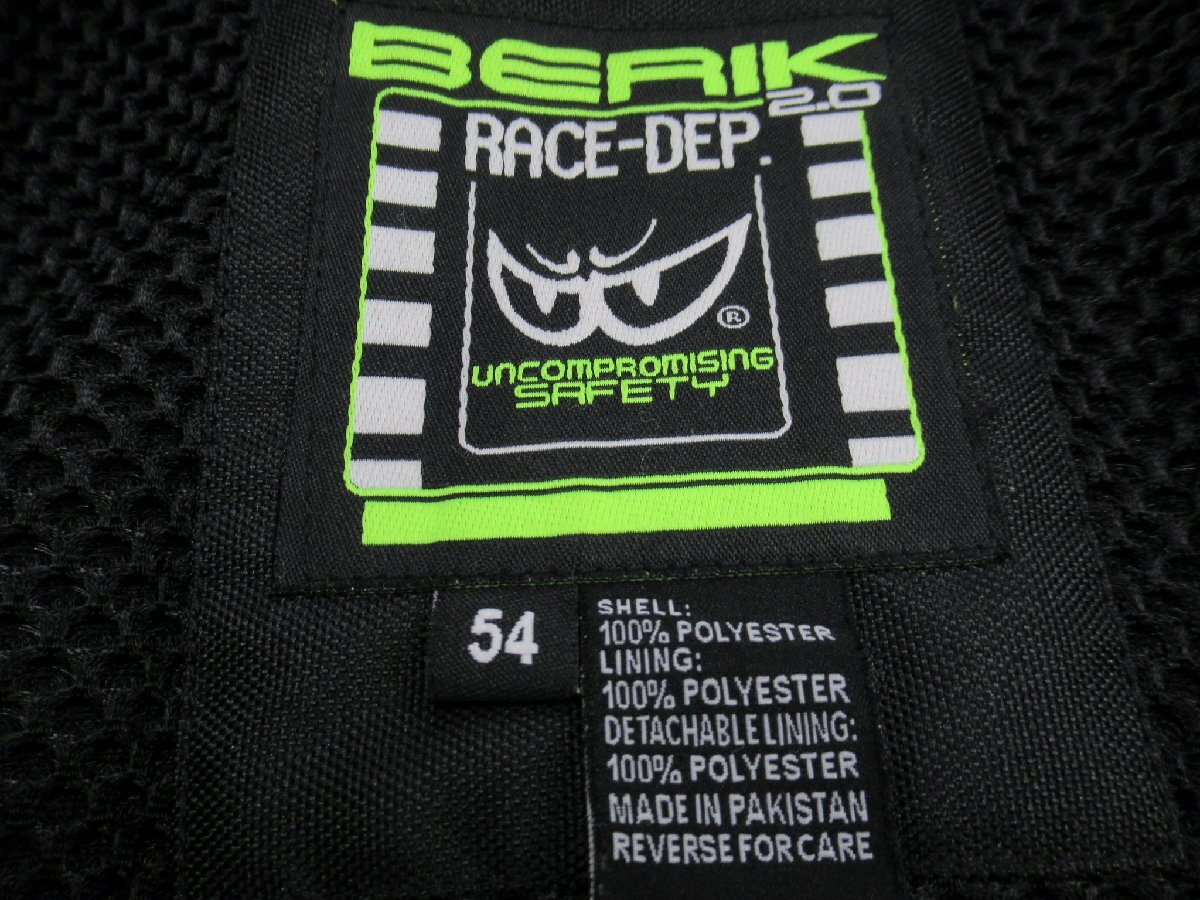 BERIK
2.0
RACE-DEP.
®
UNCOMPROMISING
SAFETY
54
SHELL:
100% POLYESTER
LINING:
100% POLYESTER
DETACHABLE LINING:
100% POLYESTER
MADE IN PAKISTAN
REVERSE FOR CARE